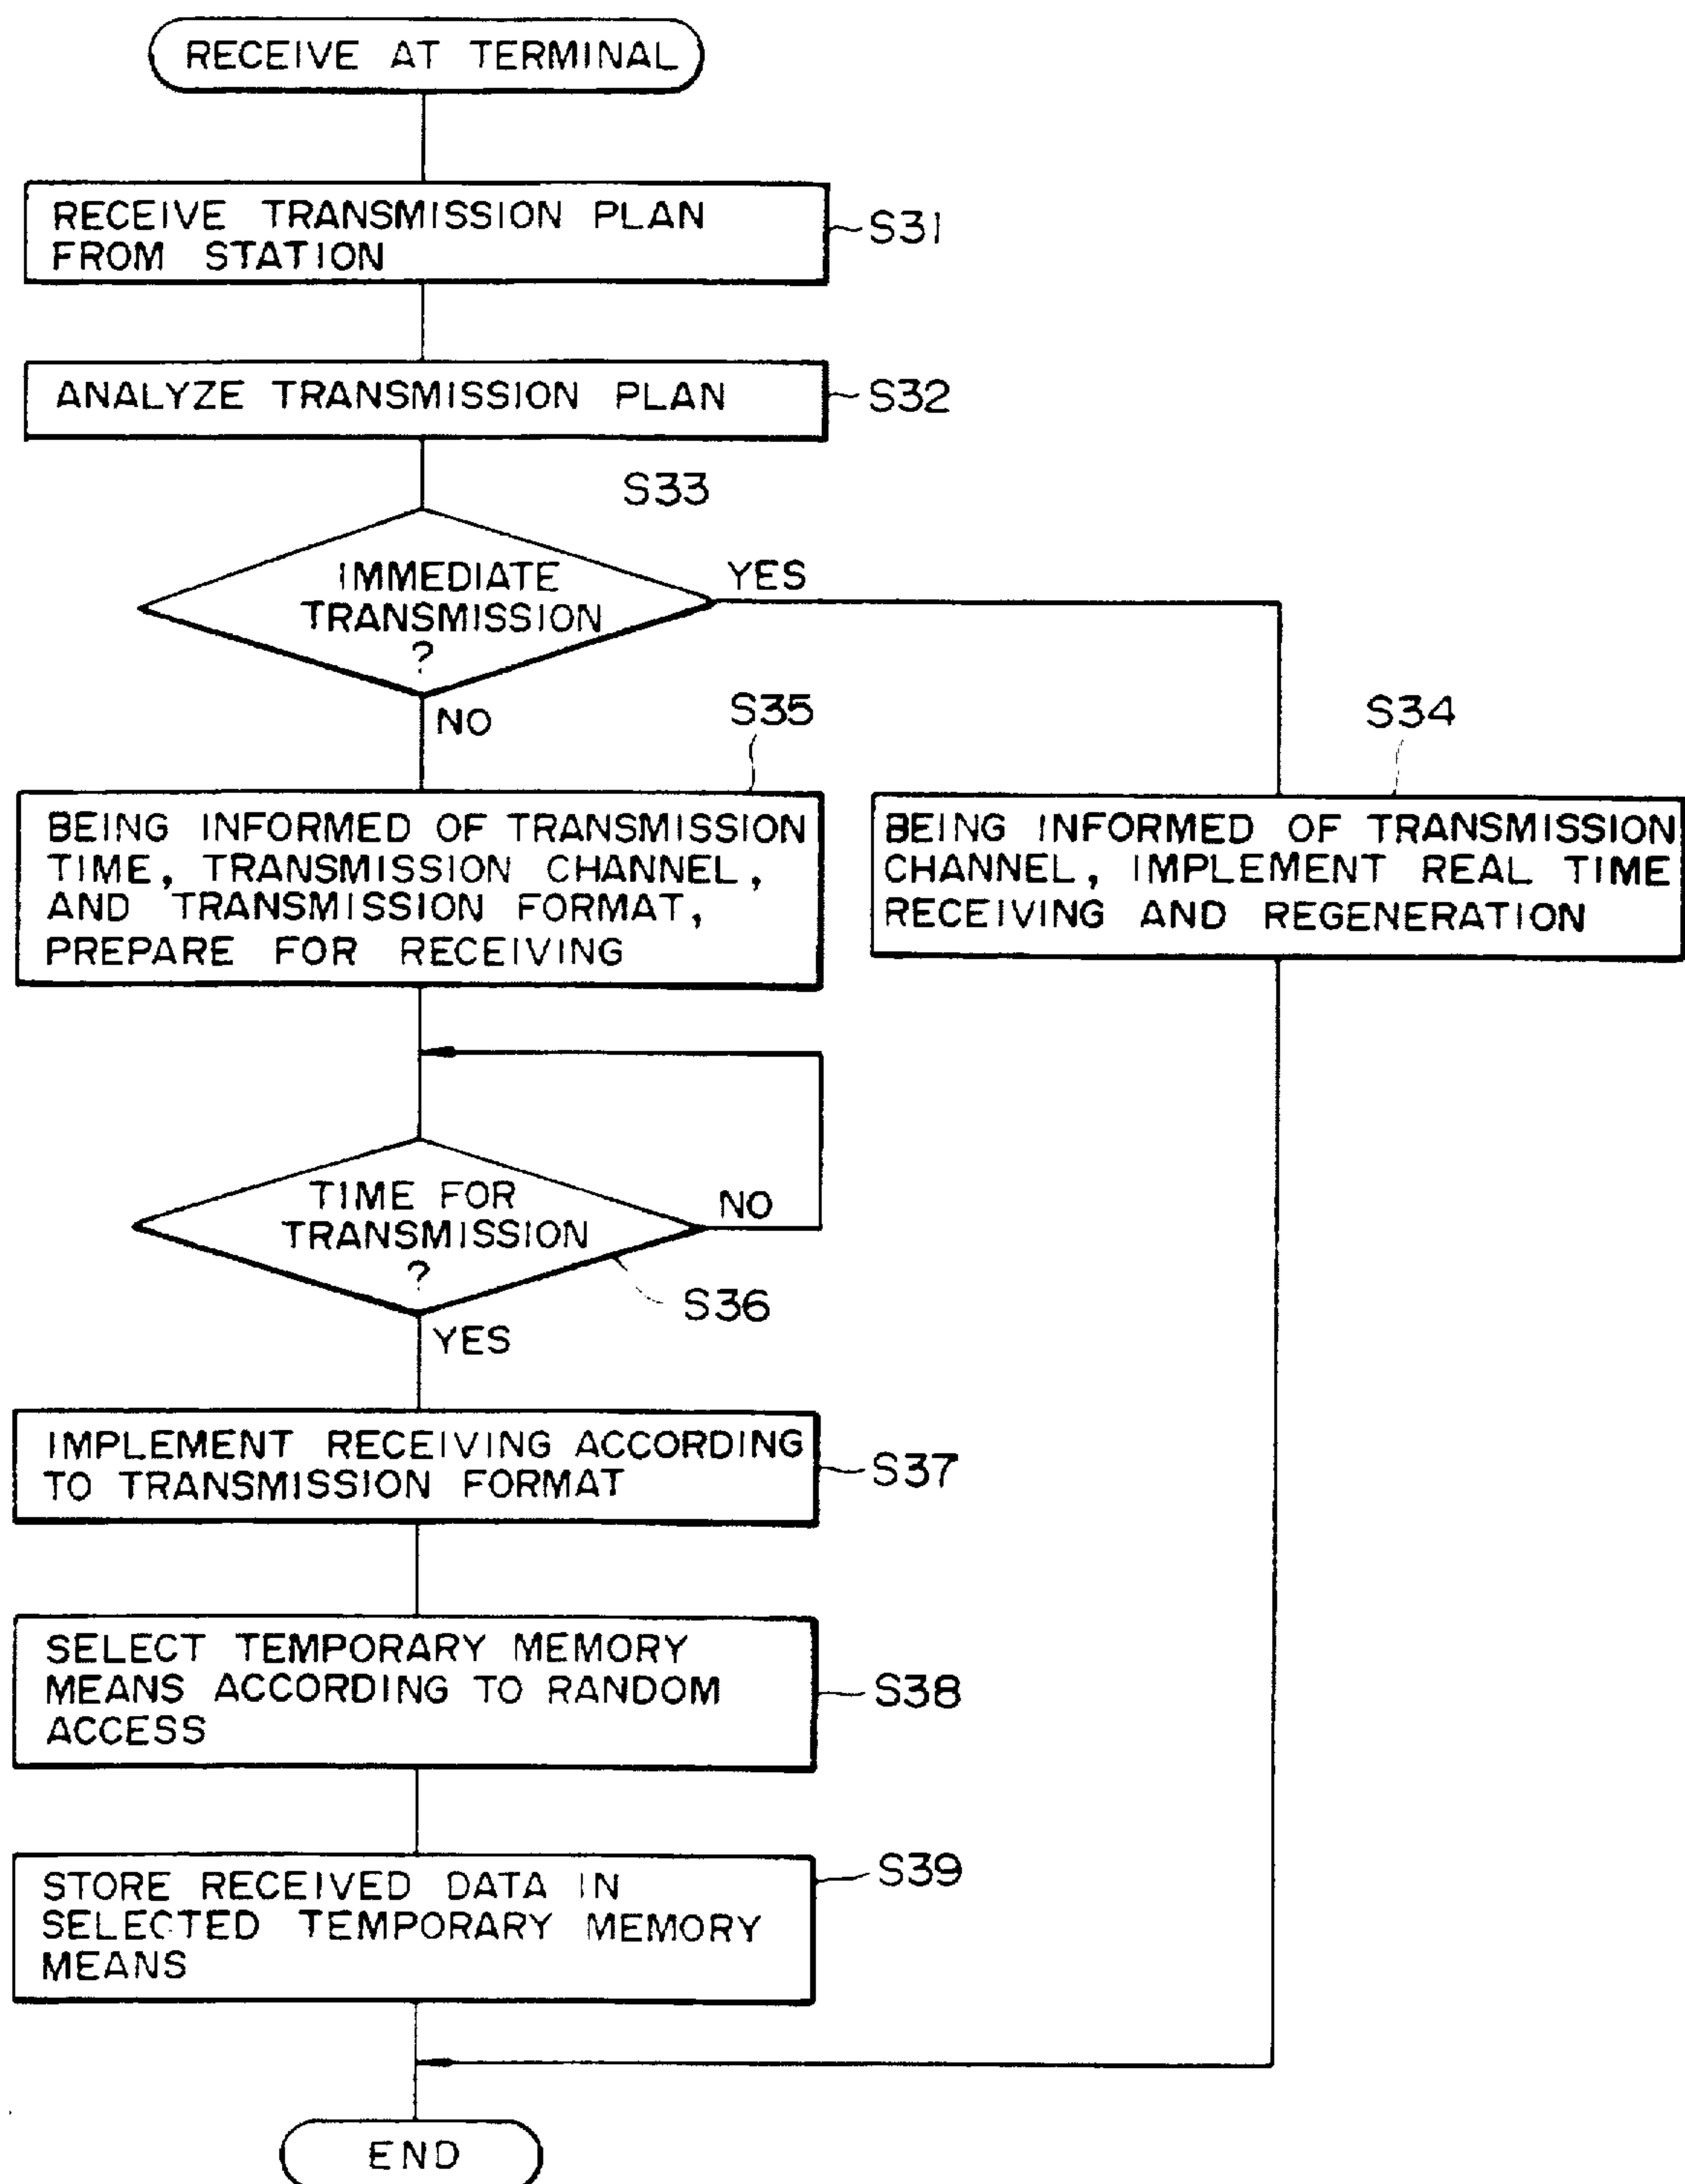 RECEIVE AT TERMINAL
RECEIVE TRANSMISSION PLAN
FROM STATION
S31
ANALYZE TRANSMISSION PLAN
S32
S33
IMMEDIATE
TRANSMISSION
?
YES
NO
S35
S34
BEING INFORMED OF TRANSMISSION
TIME, TRANSMISSION CHANNEL,
AND TRANSMISSION FORMAT,
PREPARE FOR RECEIVING
BEING INFORMED OF TRANSMISSION
CHANNEL, IMPLEMENT REAL TIME
RECEIVING AND REGENERATION
TIME FOR
TRANSMISSION
?
NO
S36
YES
IMPLEMENT RECEIVING ACCORDING
TO TRANSMISSION FORMAT
S37
SELECT TEMPORARY MEMORY
MEANS ACCORDING TO RANDOM
ACCESS
S38
STORE RECEIVED DATA IN
SELECTED TEMPORARY MEMORY
MEANS
S39
END